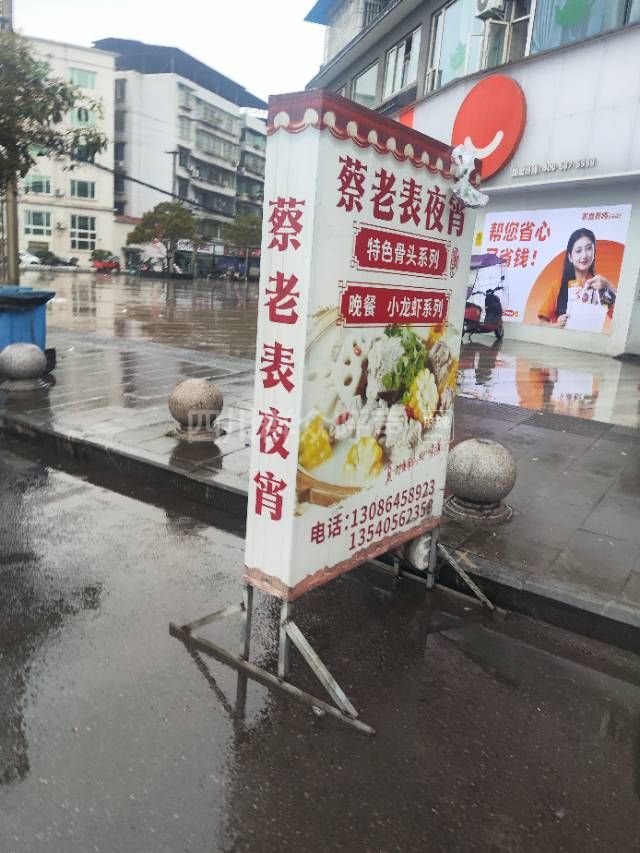 蔡老表夜宵
蔡老表夜宵
特色骨头系列
晚餐 小龙虾系列
电话:13086458923
13540562358
帮您省心
又省钱!